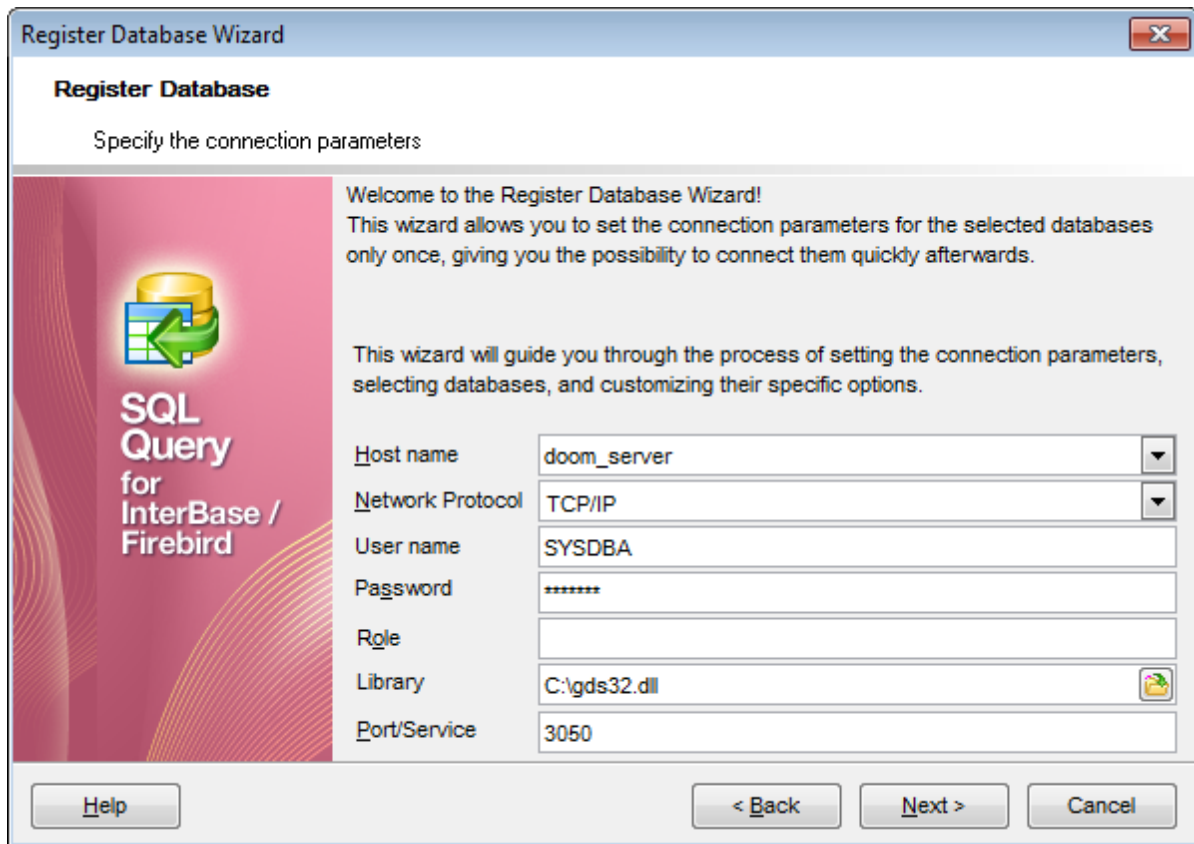 Register Database Wizard
Register Database
Specify the connection parameters
Welcome to the Register Database Wizard!
This wizard allows you to set the connection parameters for the selected databases
only once, giving you the possibility to connect them quickly afterwards.
This wizard will guide you through the process of setting the connection parameters,
selecting databases, and customizing their specific options.
SQL
Query
for
InterBase /
Firebird
Host name doom_server
Network Protocol TCP/IP
User name SYSDBA
Password *******
Role
Library C:\gds32.dll
Port/Service 3050
Help < Back Next > Cancel